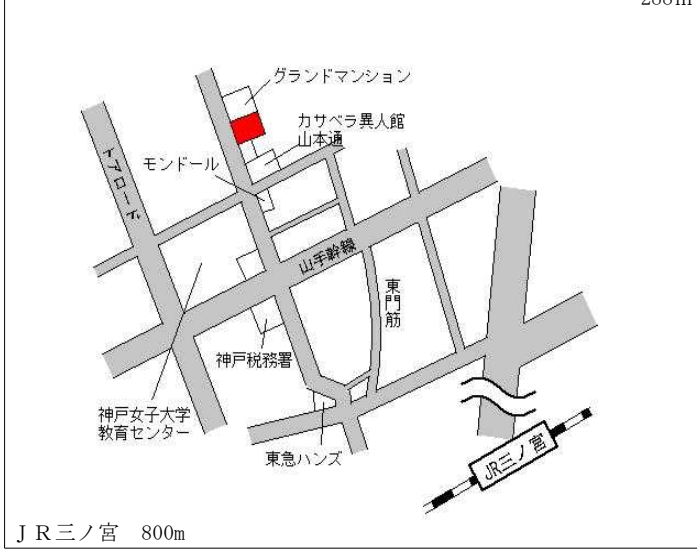 グランドマンション
カサベラ異人館
山本通
モンドール
トアロード
山手幹線
東門筋
神戸税務署
神戸女子大学
教育センター
東急ハンズ
JR三ノ宮
ＪＲ三ノ宮　800m